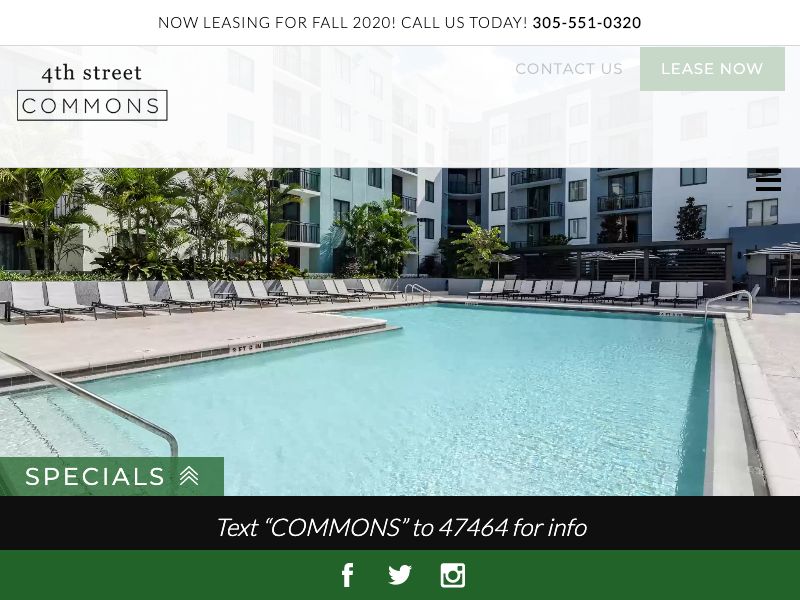 NOW LEASING FOR FALL 2020! CALL US TODAY! 305-551-0320
CONTACT US
LEASE NOW
4th street
COMMONS
SPECIALS
Text “COMMONS” to 47464 for info